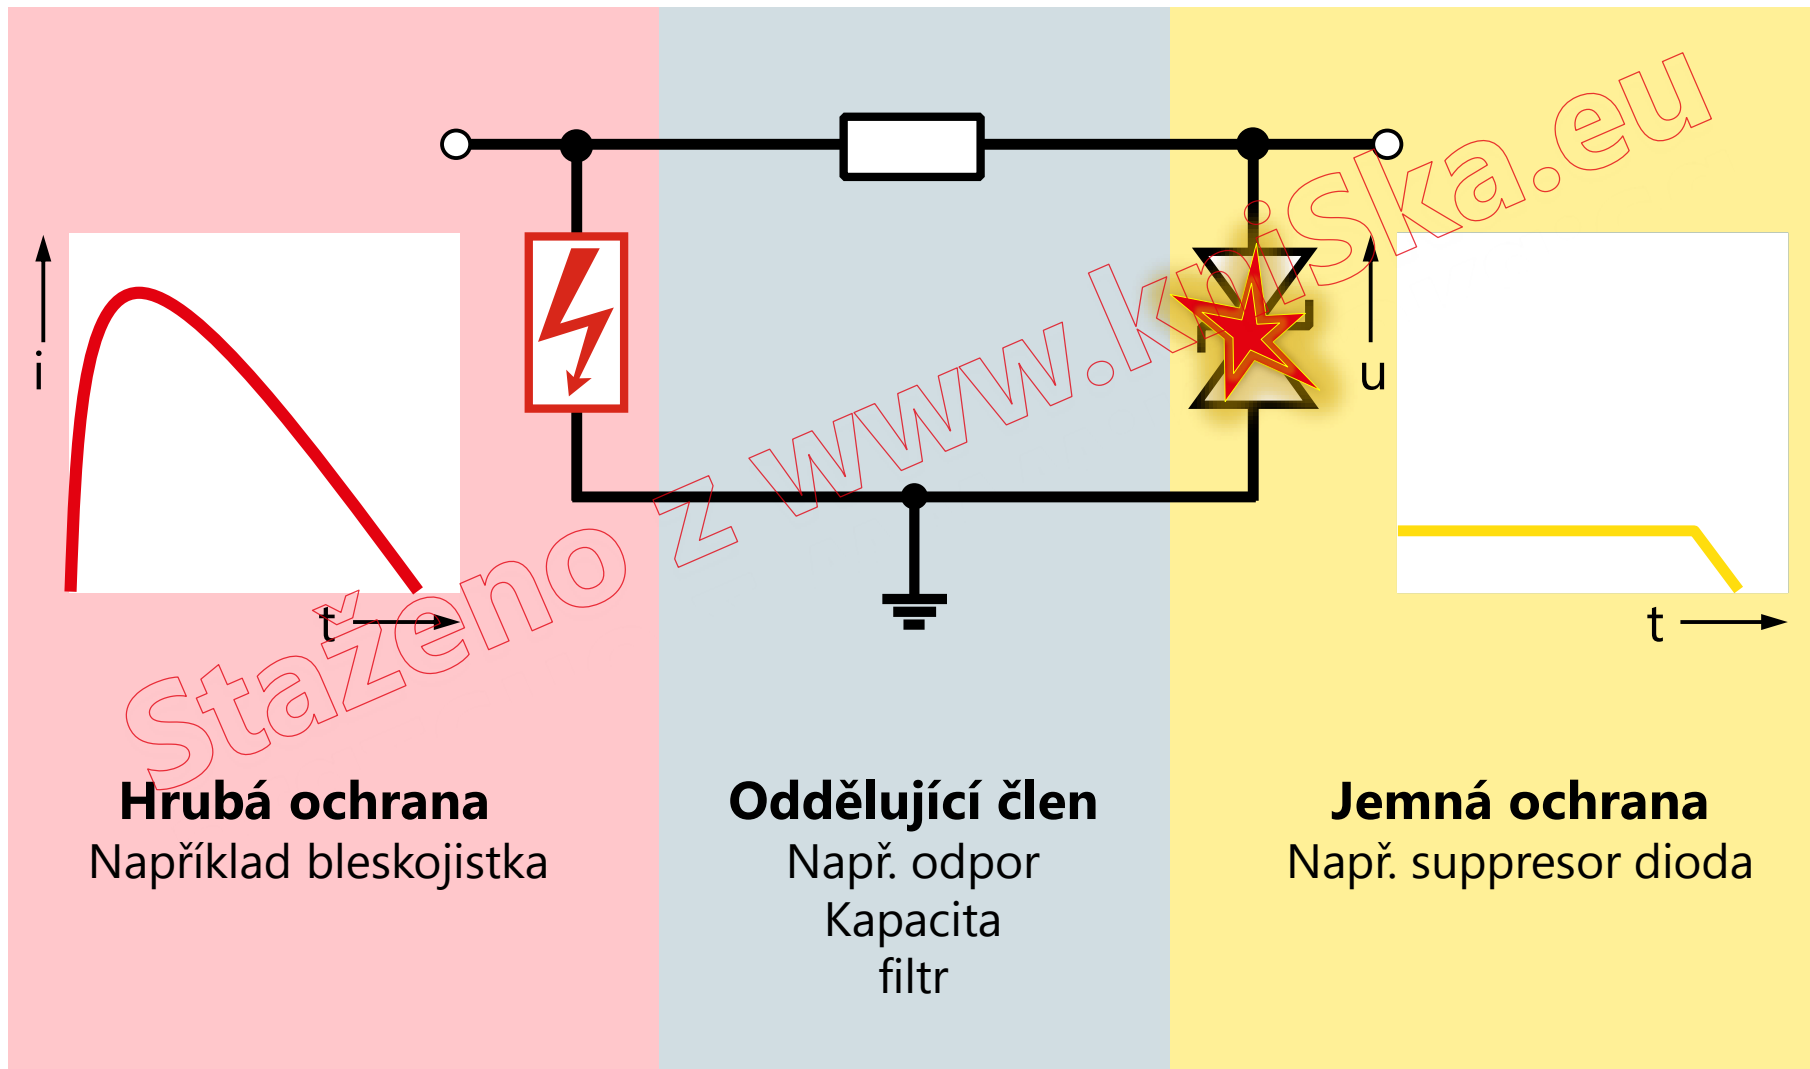 i
t
u
t
Staženo z www.kniSka.eu
Hrubá ochrana
Například bleskojistka
Oddělující člen
Např. odpor
Kapacita
filtr
Jemná ochrana
Např. suppresor dioda